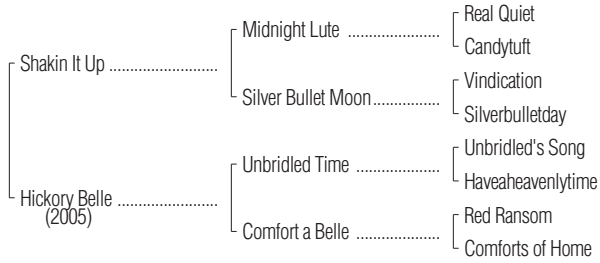 Real Quiet
Midnight Lute ....................
Candytuft
Shakin It Up .......................
Vindication
Silver Bullet Moon..............
Silverbulletday
Unbridled's Song
Unbridled Time ..................
Haveaheavenlytime
Hickory Belle .....................
(2005)
Red Ransom
Comfort a Belle ..................
Comforts of Home